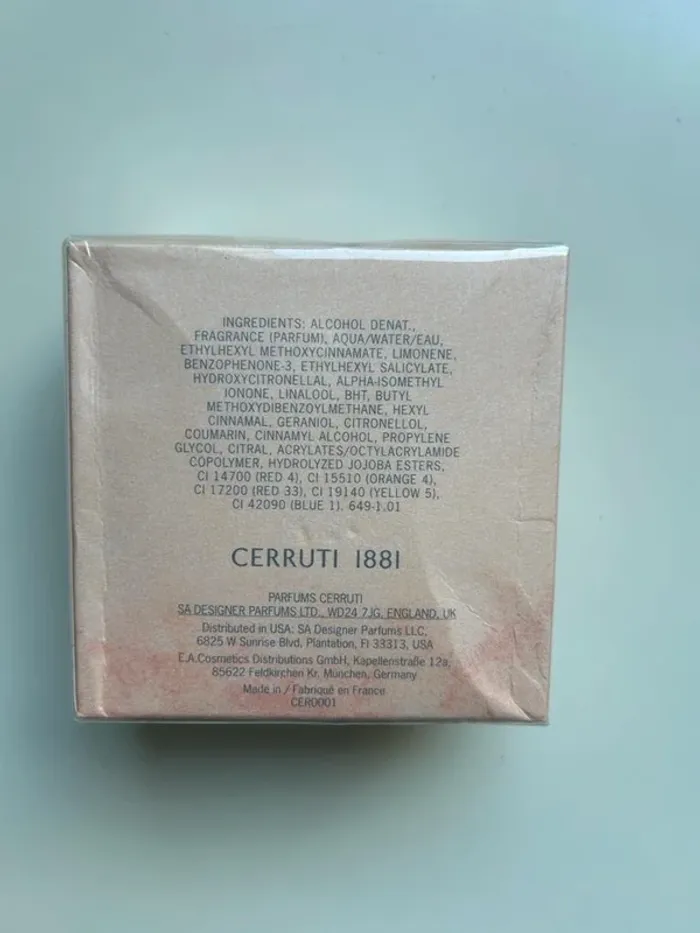 INGREDIENTS: ALCOHOL DENAT.,
FRAGRANCE (PARFUM), AQUA/WATER/EAU,
ETHYLHEXYL METHOXYCINNAMATE, LIMONENE,
BENZOPHENONE-3, ETHYLHEXYL SALICYLATE,
HYDROXYCITRONELLAL, ALPHA-ISOMETHYL
IONONE, LINALOOL, BHT, BUTYL
METHOXYDIBENZOYLMETHANE, HEXYL
CINNAMAL, GERANIOL, CITRONELLOL,
COUMARIN, CINNAMYL ALCOHOL, PROPYLENE
GLYCOL, CITRAL, ACRYLATES/OCTYLACRYLAMIDE
COPOLYMER, HYDROLYZED JOJOBA ESTERS,
CI 14700 (RED 4), CI 15510 (ORANGE 4),
CI 17200 (RED 33), CI 19140 (YELLOW 5),
CI 42090 (BLUE 1). 649-1.01
CERRUTI 1881
PARFUMS CERRUTI
SA DESIGNER PARFUMS LTD., WD24 7JG, ENGLAND, UK
Distributed in USA: SA Designer Parfums LLC,
6825 W Sunrise Blvd, Plantation, Fl 33313, USA
E.A.Cosmetics Distributions GmbH, Kapellenstraße 12a,
85622 Feldkirchen Kr. München, Germany
Made in / Fabriqué en France
CER0001